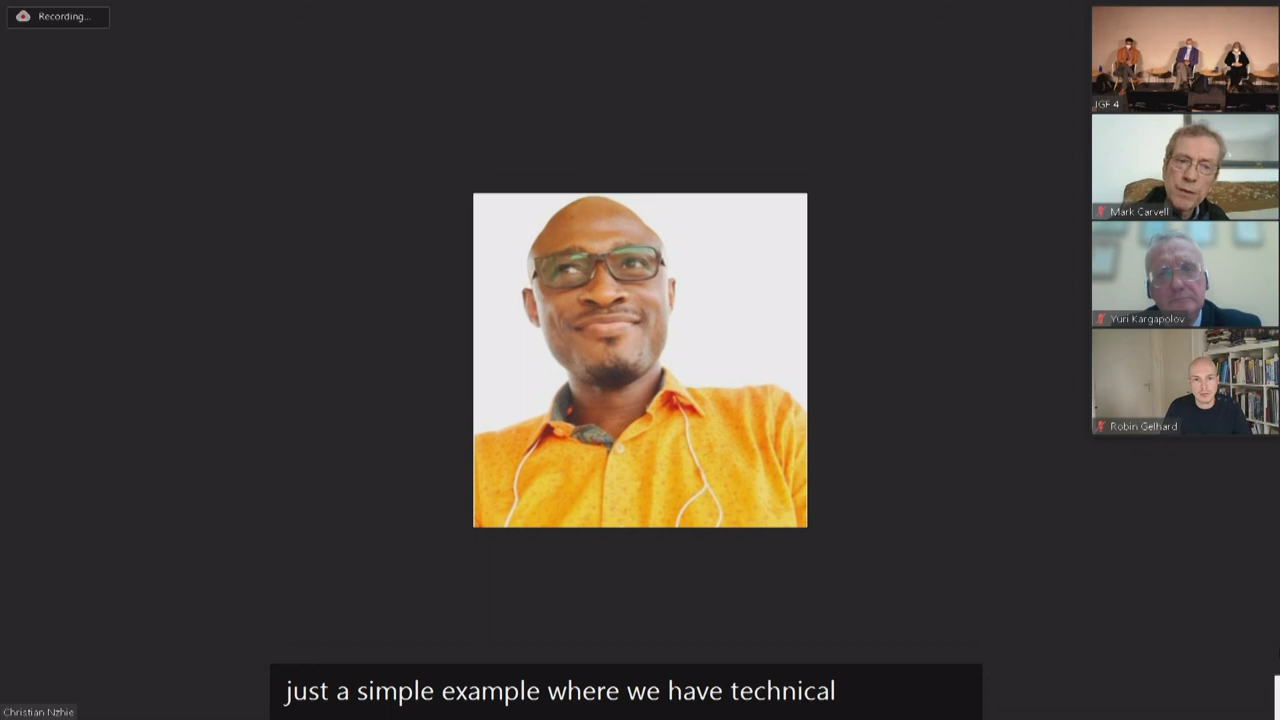 Recording...
IGF 4
Mark Carvell
Yuri Kargapolov
Robin Gelhard
just a simple example where we have technical
Christian Nzhie